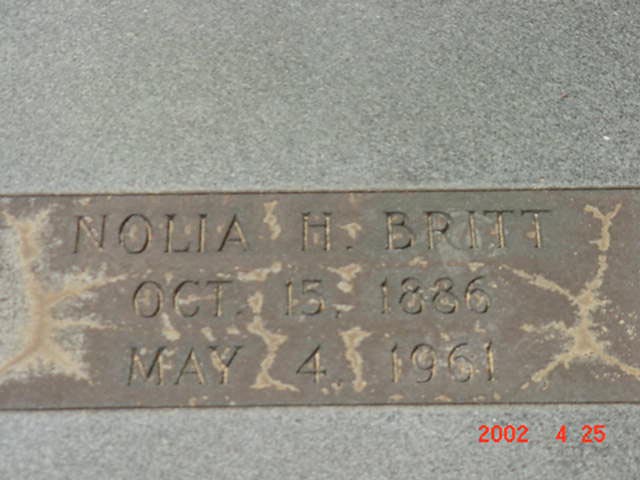 NOLIA H. BRITT
OCT. 15, 1886
MAY 4, 1961
2002 4 25